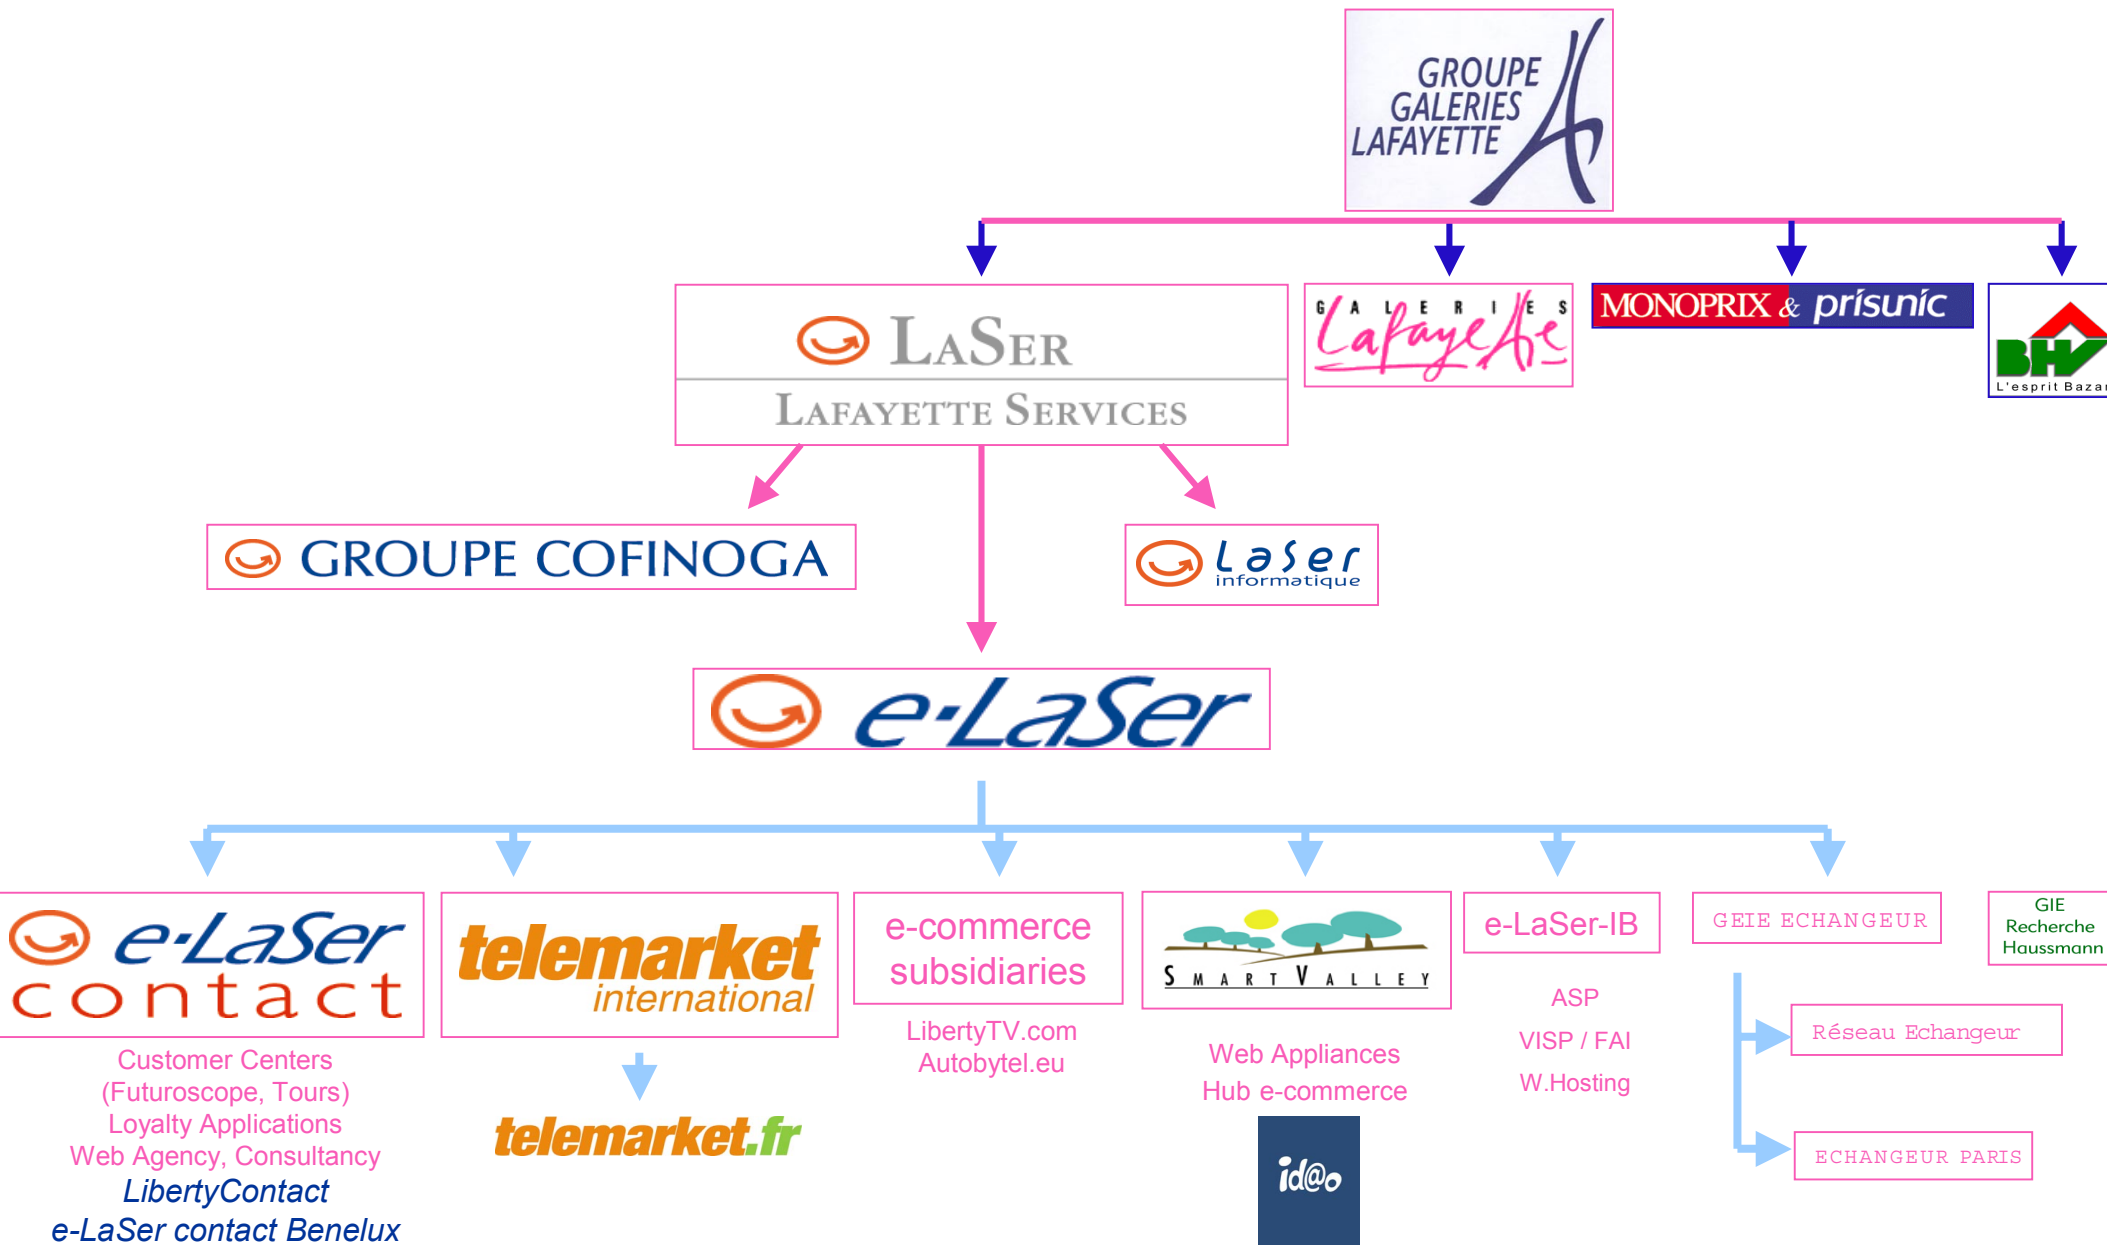 GROUPE
GALERIES
LAFAYETTE
LASER
LAFAYETTE SERVICES
GALERIES
Lafayette
MONOPRIX & prisunic
BHV
L'esprit Bazar
GROUPE COFINOGA
LaSer
informatique
e-LaSer
e-LaSer
contact
Customer Centers
(Futuroscope, Tours)
Loyalty Applications
Web Agency, Consultancy
LibertyContact
e-LaSer contact Benelux
telemarket
international
telemarket.fr
e-commerce
subsidiaries
LibertyTV.com
Autobytel.eu
SMART VALLEY
Web Appliances
Hub e-commerce
id@o
e-LaSer-IB
ASP
VISP / FAI
W.Hosting
GEIE ECHANGEUR
Réseau Echangeur
ECHANGEUR PARIS
GIE
Recherche
Haussmann